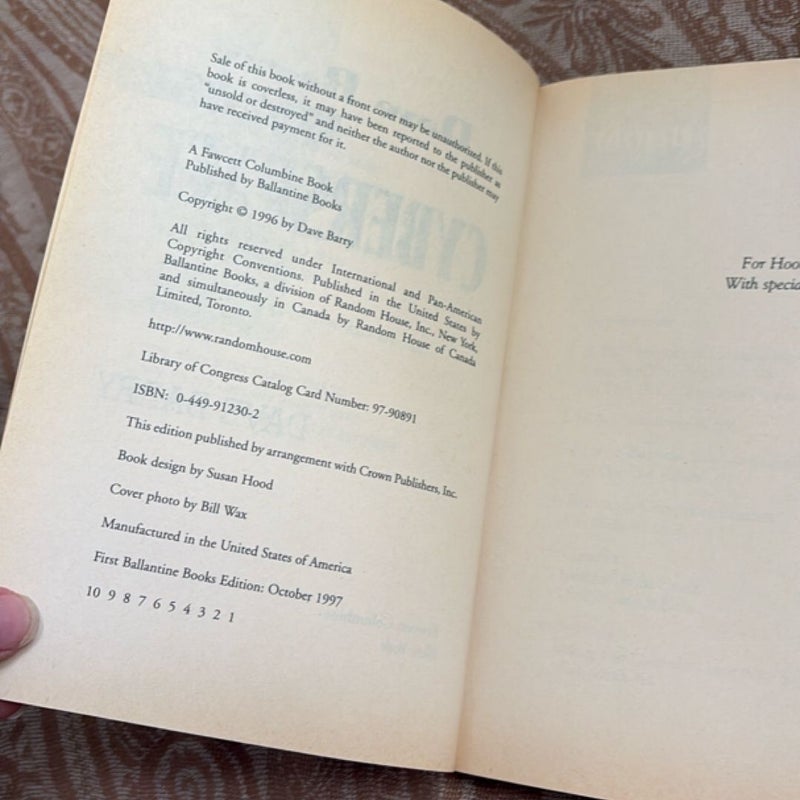 Sale of this book without a front cover may be unauthorized. If this
book is coverless, it may have been reported to the publisher as
"unsold or destroyed" and neither the author nor the publisher may
have received payment for it.
A Fawcett Columbine Book
Published by Ballantine Books
Copyright © 1996 by Dave Barry
All rights reserved under International and Pan-American
Copyright Conventions. Published in the United States by
Ballantine Books, a division of Random House, Inc., New York,
and simultaneously in Canada by Random House of Canada
Limited, Toronto.
http://www.randomhouse.com
Library of Congress Catalog Card Number: 97-90891
ISBN: 0-449-91230-2
This edition published by arrangement with Crown Publishers, Inc.
Book design by Susan Hood
Cover photo by Bill Wax
Manufactured in the United States of America
First Ballantine Books Edition: October 1997
10 9 8 7 6 5 4 3 2 1
For Hoo
With specia